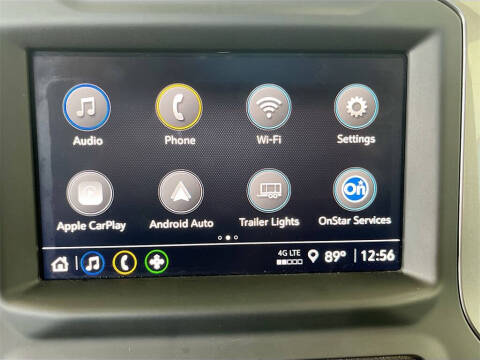 Audio Phone Wi-Fi Settings
On
Apple CarPlay Android Auto Trailer Lights OnStar Services
4G LTE 89° 12:56